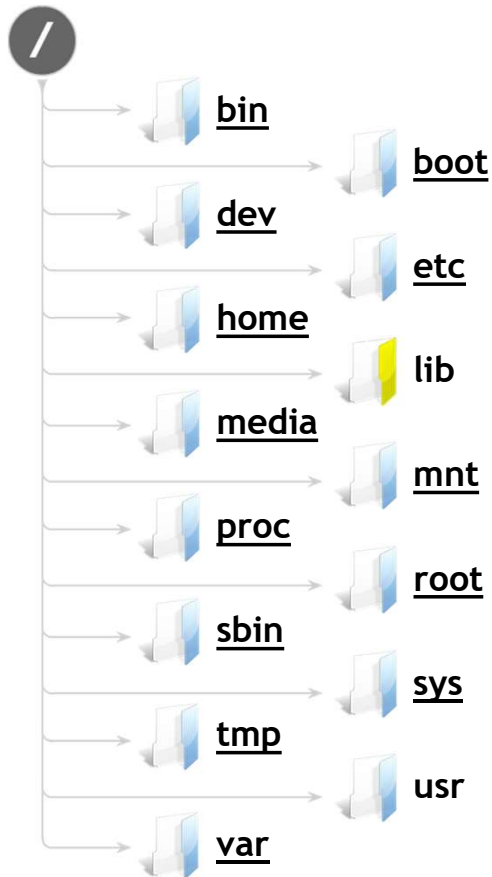 /
bin
boot
dev
etc
home
lib
media
mnt
proc
root
sbin
sys
tmp
usr
var